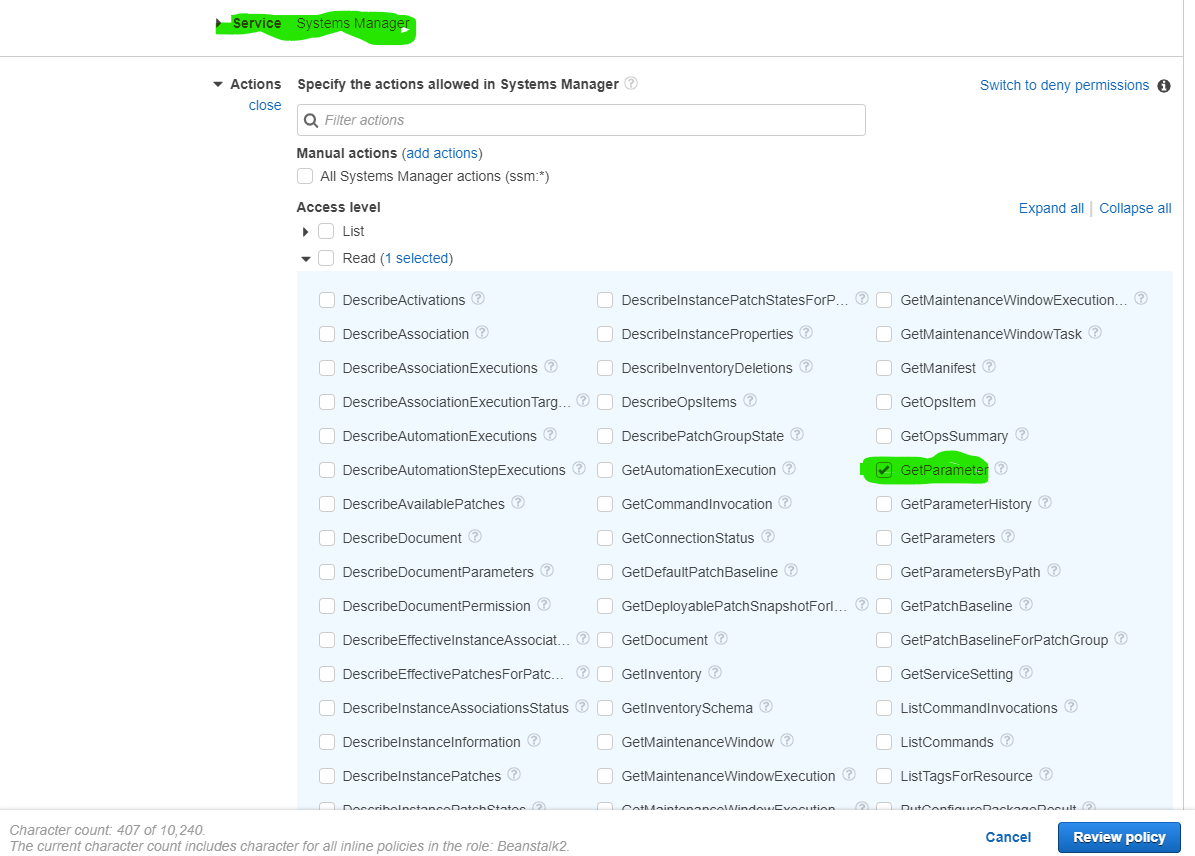 Service Systems Manager
Actions Specify the actions allowed in Systems Manager Switch to deny permissions
close
Filter actions
Manual actions (add actions)
All Systems Manager actions (ssm:*)
Access level Expand all | Collapse all
List
Read (1 selected)
DescribeActivations DescribeInstancePatchStatesForP... GetMaintenanceWindowExecution...
DescribeAssociation DescribeInstanceProperties GetMaintenanceWindowTask
DescribeAssociationExecutions DescribeInventoryDeletions GetManifest
DescribeAssociationExecutionTarg... DescribeOpsItems GetOpsItem
DescribeAutomationExecutions DescribePatchGroupState GetOpsSummary
DescribeAutomationStepExecutions GetAutomationExecution GetParameter
DescribeAvailablePatches GetCommandInvocation GetParameterHistory
DescribeDocument GetConnectionStatus GetParameters
DescribeDocumentParameters GetDefaultPatchBaseline GetParametersByPath
DescribeDocumentPermission GetDeployablePatchSnapshotForI... GetPatchBaseline
DescribeEffectiveInstanceAssociat... GetDocument GetPatchBaselineForPatchGroup
DescribeEffectivePatchesForPatc... GetInventory GetServiceSetting
DescribeInstanceAssociationsStatus GetInventorySchema ListCommandInvocations
DescribeInstanceInformation GetMaintenanceWindow ListCommands
DescribeInstancePatches GetMaintenanceWindowExecution ListTagsForResource
DescribeInstancePatchStates GetMaintenanceWindowExecution... PutConfigurePackageResult
Character count: 407 of 10,240.
The current character count includes character for all inline policies in the role: Beanstalk2.
Cancel Review policy